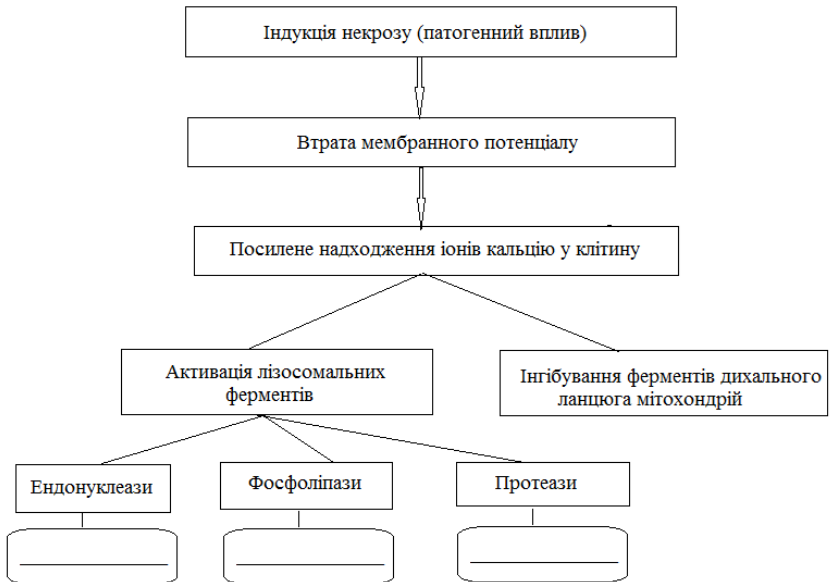 Індукція некрозу (патогенний вплив)
Втрата мембранного потенціалу
Посилене надходження іонів кальцію у клітину
Активація лізосомальних
ферментів
Інгібування ферментів дихального
ланцюга мітохондрій
Ендонуклеази
Фосфоліпази
Протеази